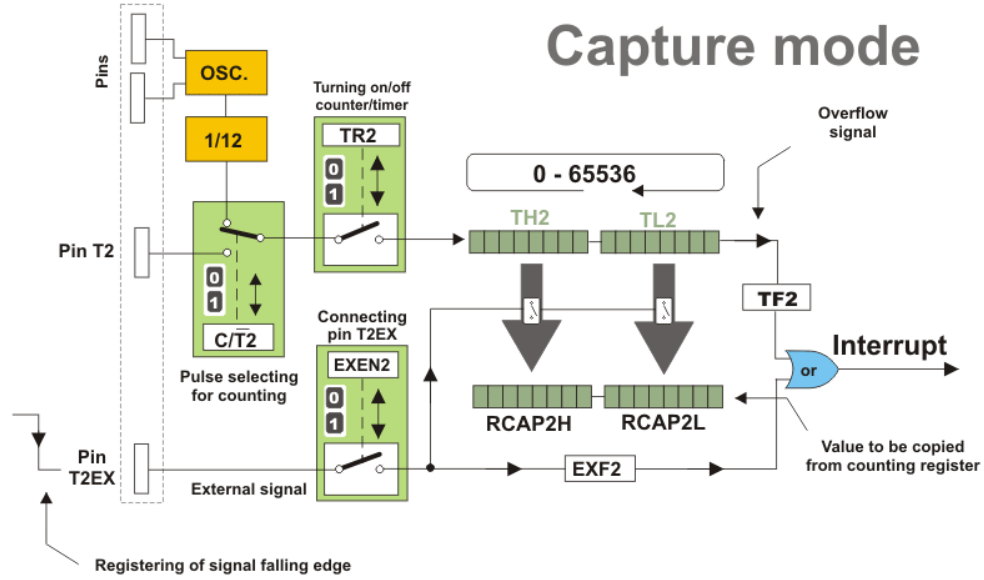 Capture mode
Pins
OSC.
1/12
Turning on/off
counter/timer
TR2
0
1
Overflow
signal
0 - 65536
TH2
TL2
Pin T2
0
1
C/T̅2
Pulse selecting
for counting
Connecting
pin T2EX
EXEN2
0
1
TF2
or
Interrupt
RCAP2H
RCAP2L
Value to be copied
from counting register
Pin
T2EX
External signal
EXF2
Registering of signal falling edge